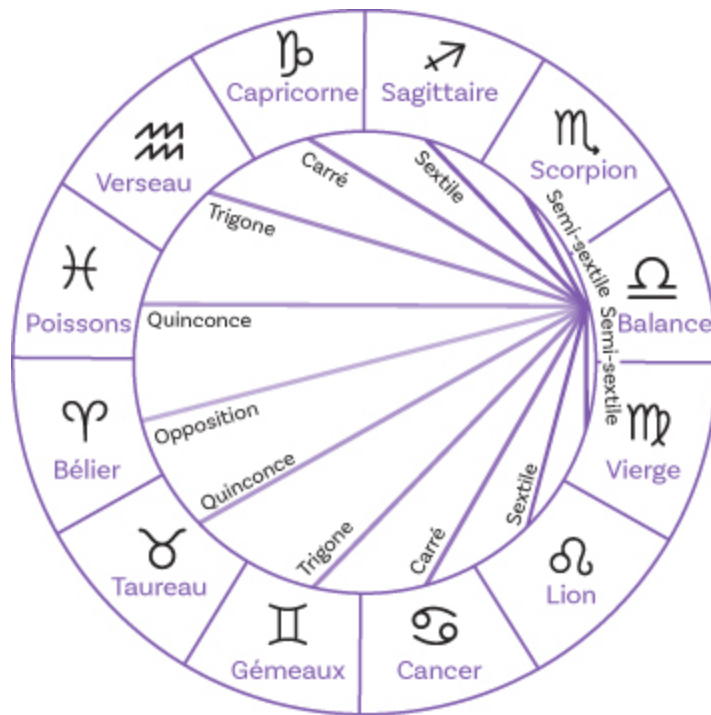 Capricorne
Sagittaire
Scorpion
Balance
Vierge
Lion
Cancer
Gémeaux
Taureau
Bélier
Poissons
Verseau
Carré
Sextile
Semi-sextile
Semi-sextile
Sextile
Carré
Trigone
Quinconce
Opposition
Quinconce
Trigone